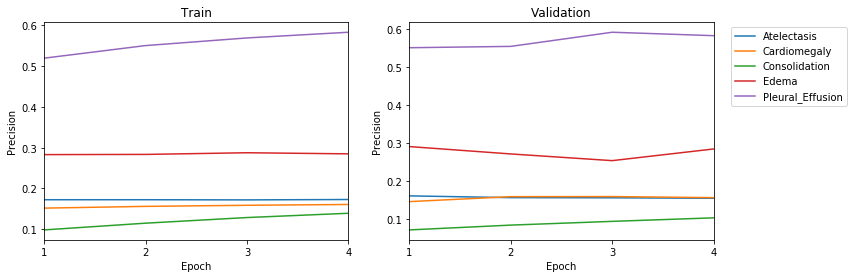 Train
Validation
Precision
0.6
0.5
0.4
0.3
0.2
0.1
1
2
3
4
Epoch
Precision
0.6
0.5
0.4
0.3
0.2
0.1
1
2
3
4
Epoch
Atelectasis
Cardiomegaly
Consolidation
Edema
Pleural_Effusion